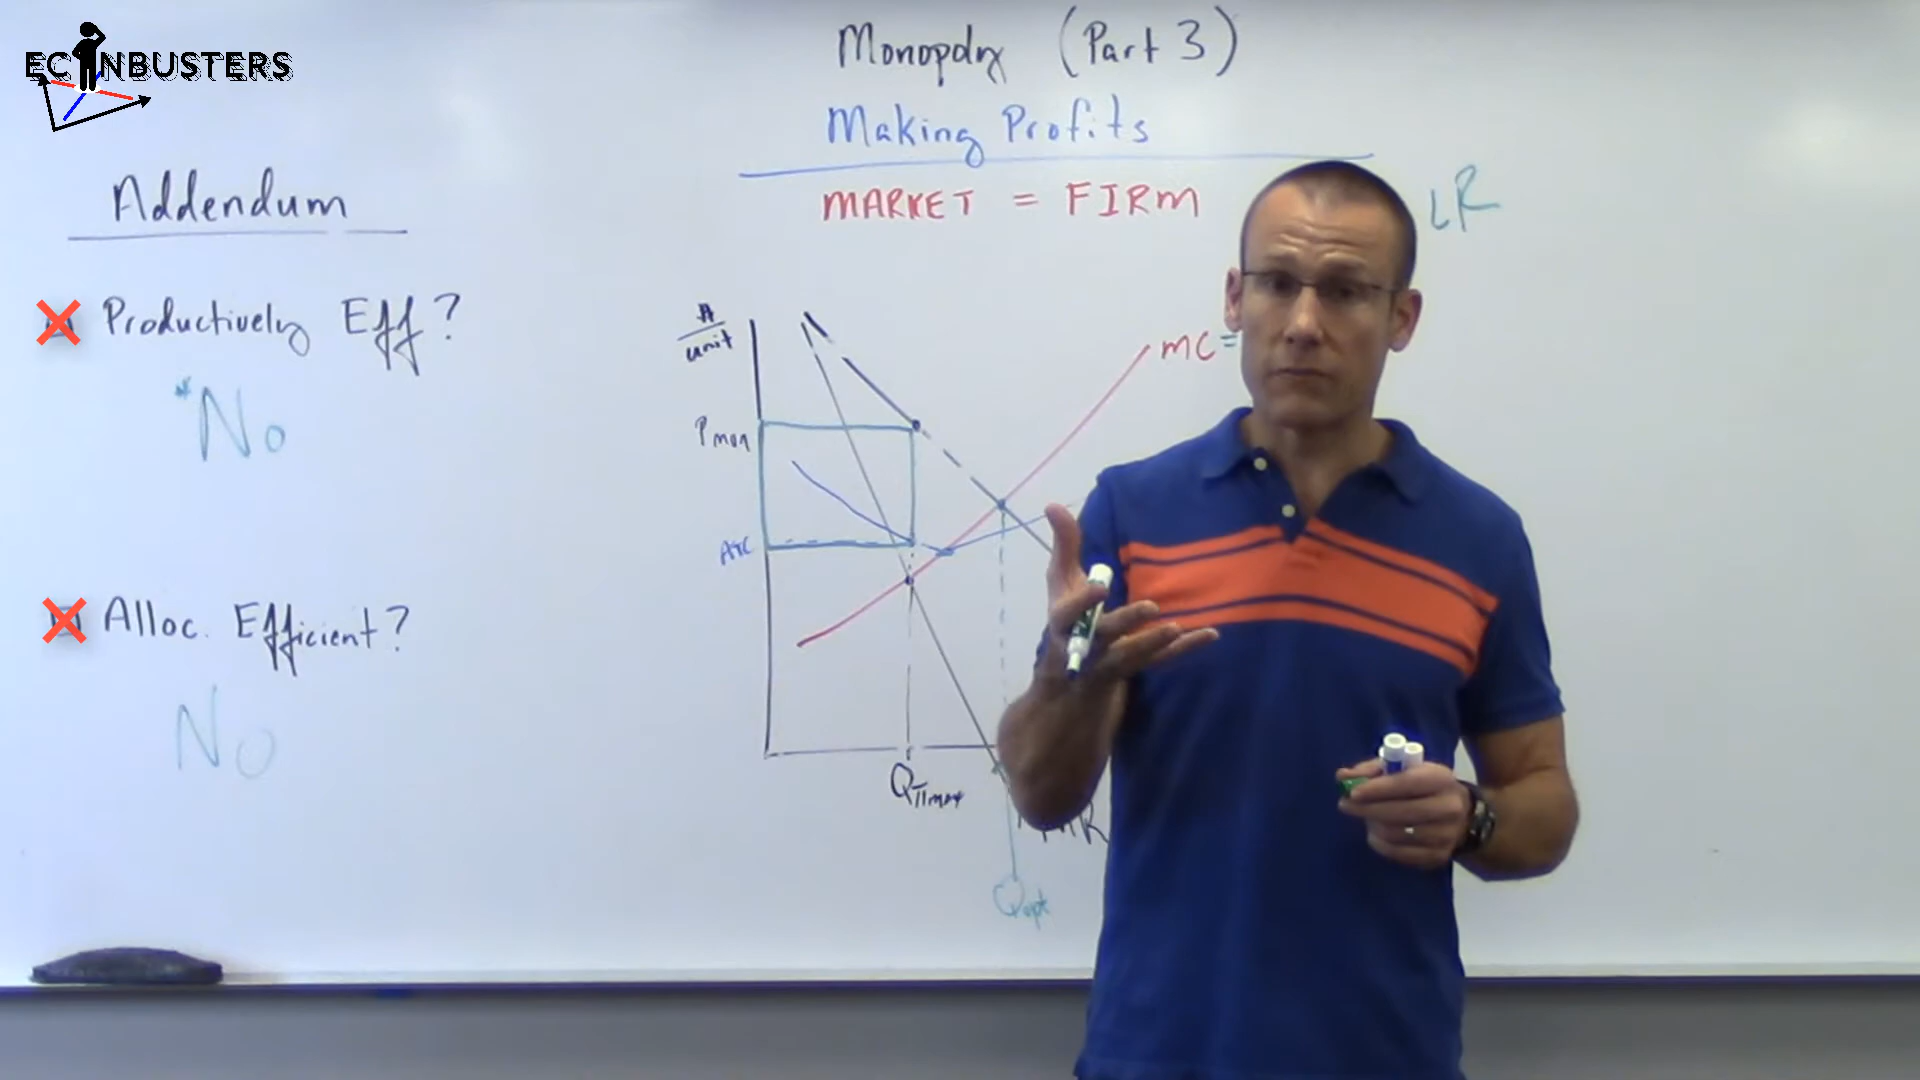 ECONBUSTERS
Monopoly (Part 3)
Making Profits
MARKET = FIRM
LR
Addendum
Productively Eff?
*No
Alloc. Efficient?
No
#/unit
MC=
Pmon
ATC
Qπmax
MR
Qopt